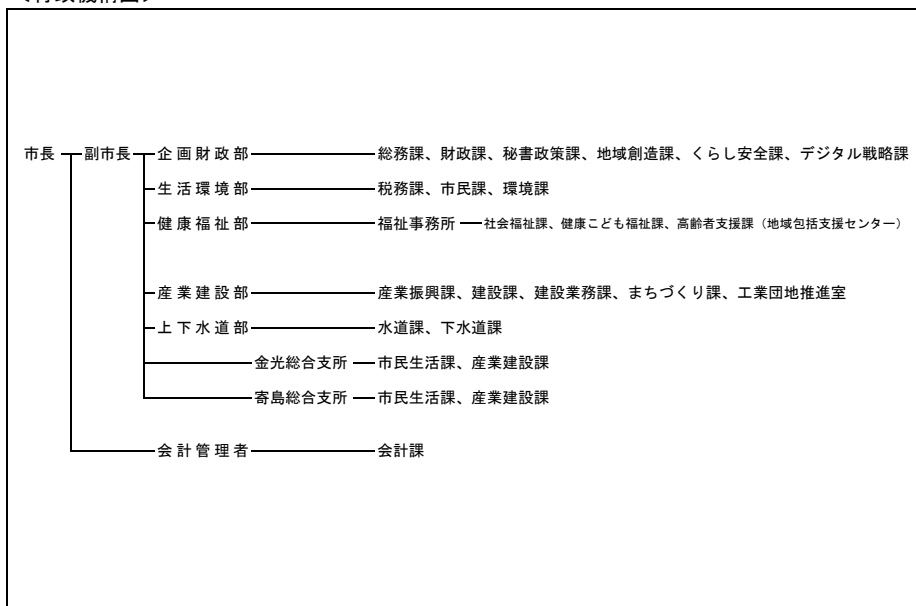 <行政機構図>
市長 副市長 企画財政部 総務課、財政課、秘書政策課、地域創造課、くらし安全課、デジタル戦略課
生活環境部 税務課、市民課、環境課
健康福祉部 福祉事務所 社会福祉課、健康こども福祉課、高齢者支援課（地域包括支援センター）
産業建設部 産業振興課、建設課、建設業務課、まちづくり課、工業団地推進室
上下水道部 水道課、下水道課
金光総合支所 市民生活課、産業建設課
寄島総合支所 市民生活課、産業建設課
会計管理者 会計課